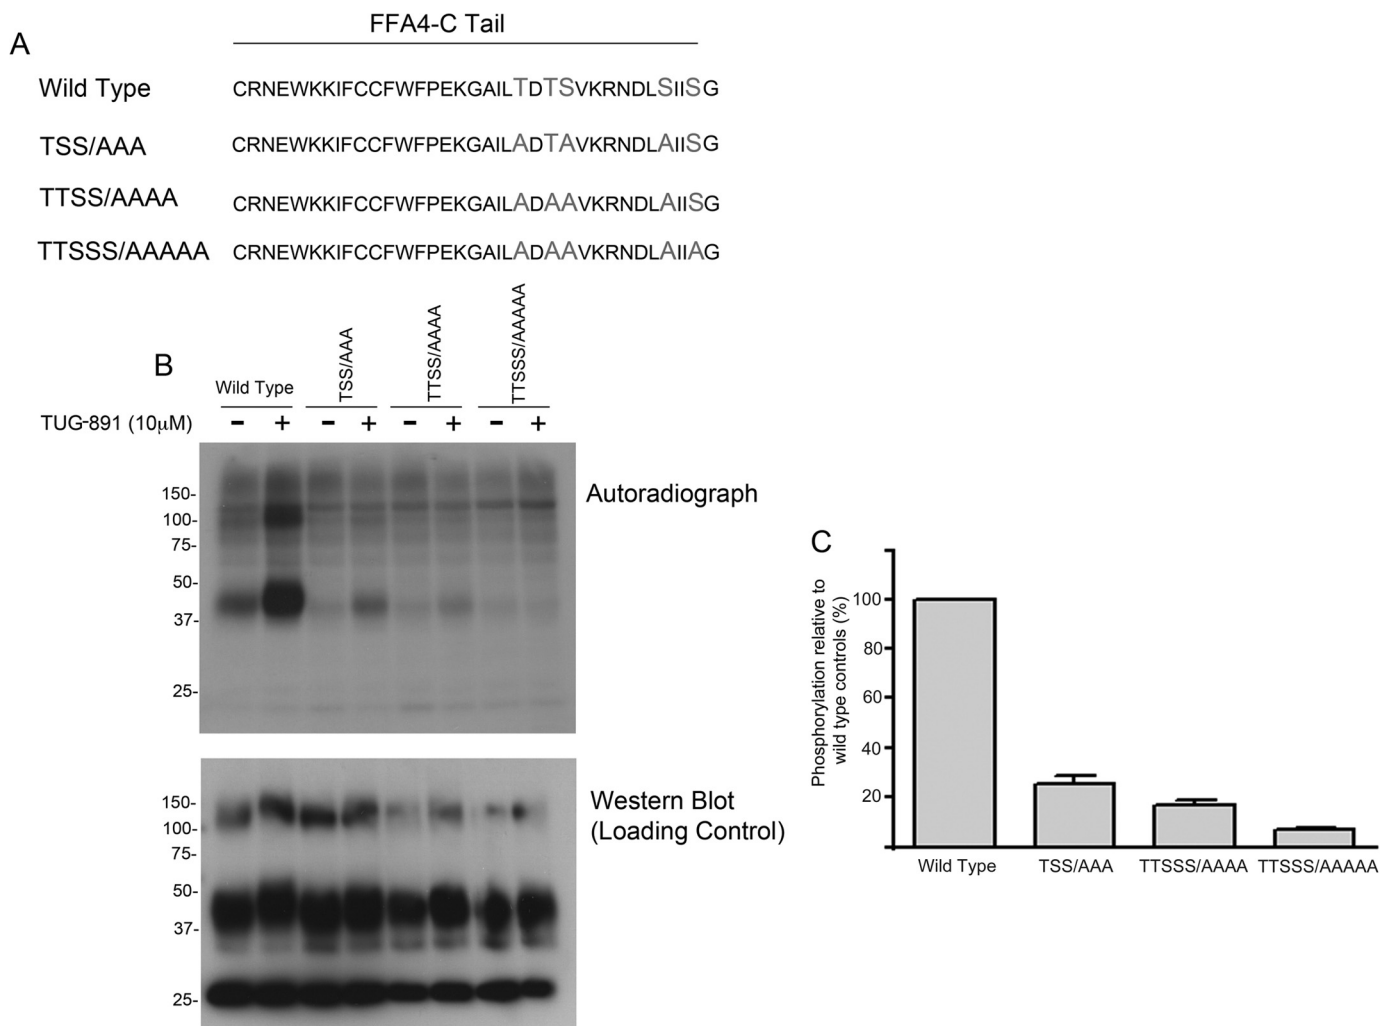 FFA4-C Tail
A
Wild Type CRNEWKKIFCCFWFPEKGAILTDTSVKRNDLSIISG
TSS/AAA CRNEWKKIFCCFWFPEKGAILADTAVKRNDLAIISG
TTSS/AAAA CRNEWKKIFCCFWFPEKGAILADAAVKRNDLAIISG
TTSSS/AAAAA CRNEWKKIFCCFWFPEKGAILADAAVKRNDLAIIAG
B
Wild Type TSS/AAA TTSS/AAAA TTSSS/AAAAA
TUG-891 (10μM) - + - + - + - +
150-
100-
75-
50-
37-
25-
Autoradiograph
150-
100-
75-
50-
37-
25-
Western Blot
(Loading Control)
C
Phosphorylation relative to
wild type controls (%)
100
80
60
40
20
Wild Type TSS/AAA TTSSS/AAAA TTSSS/AAAAA